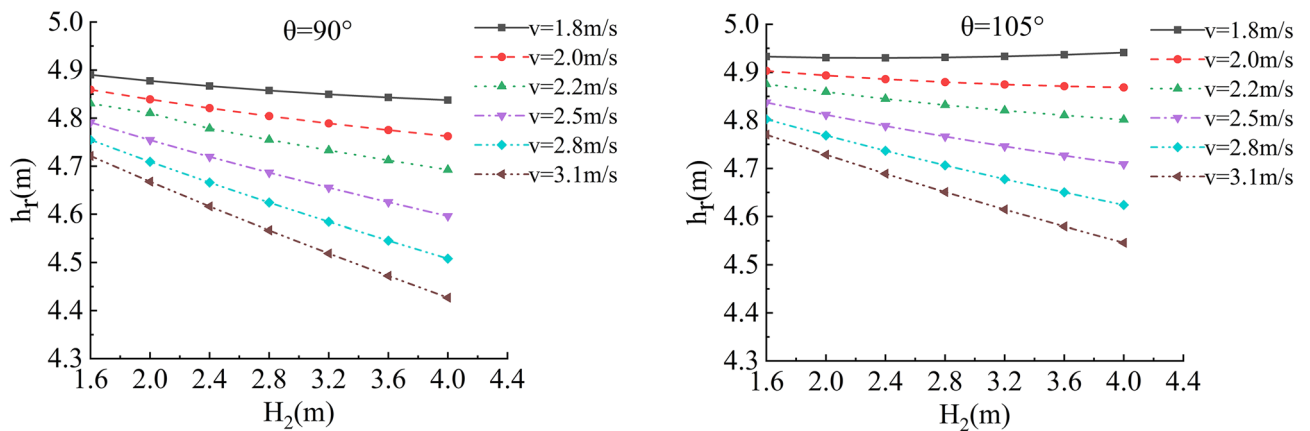 θ=90°
5.0
4.9
4.8
4.7
4.6
4.5
4.4
4.3
hr(m)
1.6 2.0 2.4 2.8 3.2 3.6 4.0 4.4
H2(m)
v=1.8m/s
v=2.0m/s
v=2.2m/s
v=2.5m/s
v=2.8m/s
v=3.1m/s
θ=105°
5.0
4.9
4.8
4.7
4.6
4.5
4.4
4.3
hr(m)
1.6 2.0 2.4 2.8 3.2 3.6 4.0 4.4
H2(m)
v=1.8m/s
v=2.0m/s
v=2.2m/s
v=2.5m/s
v=2.8m/s
v=3.1m/s